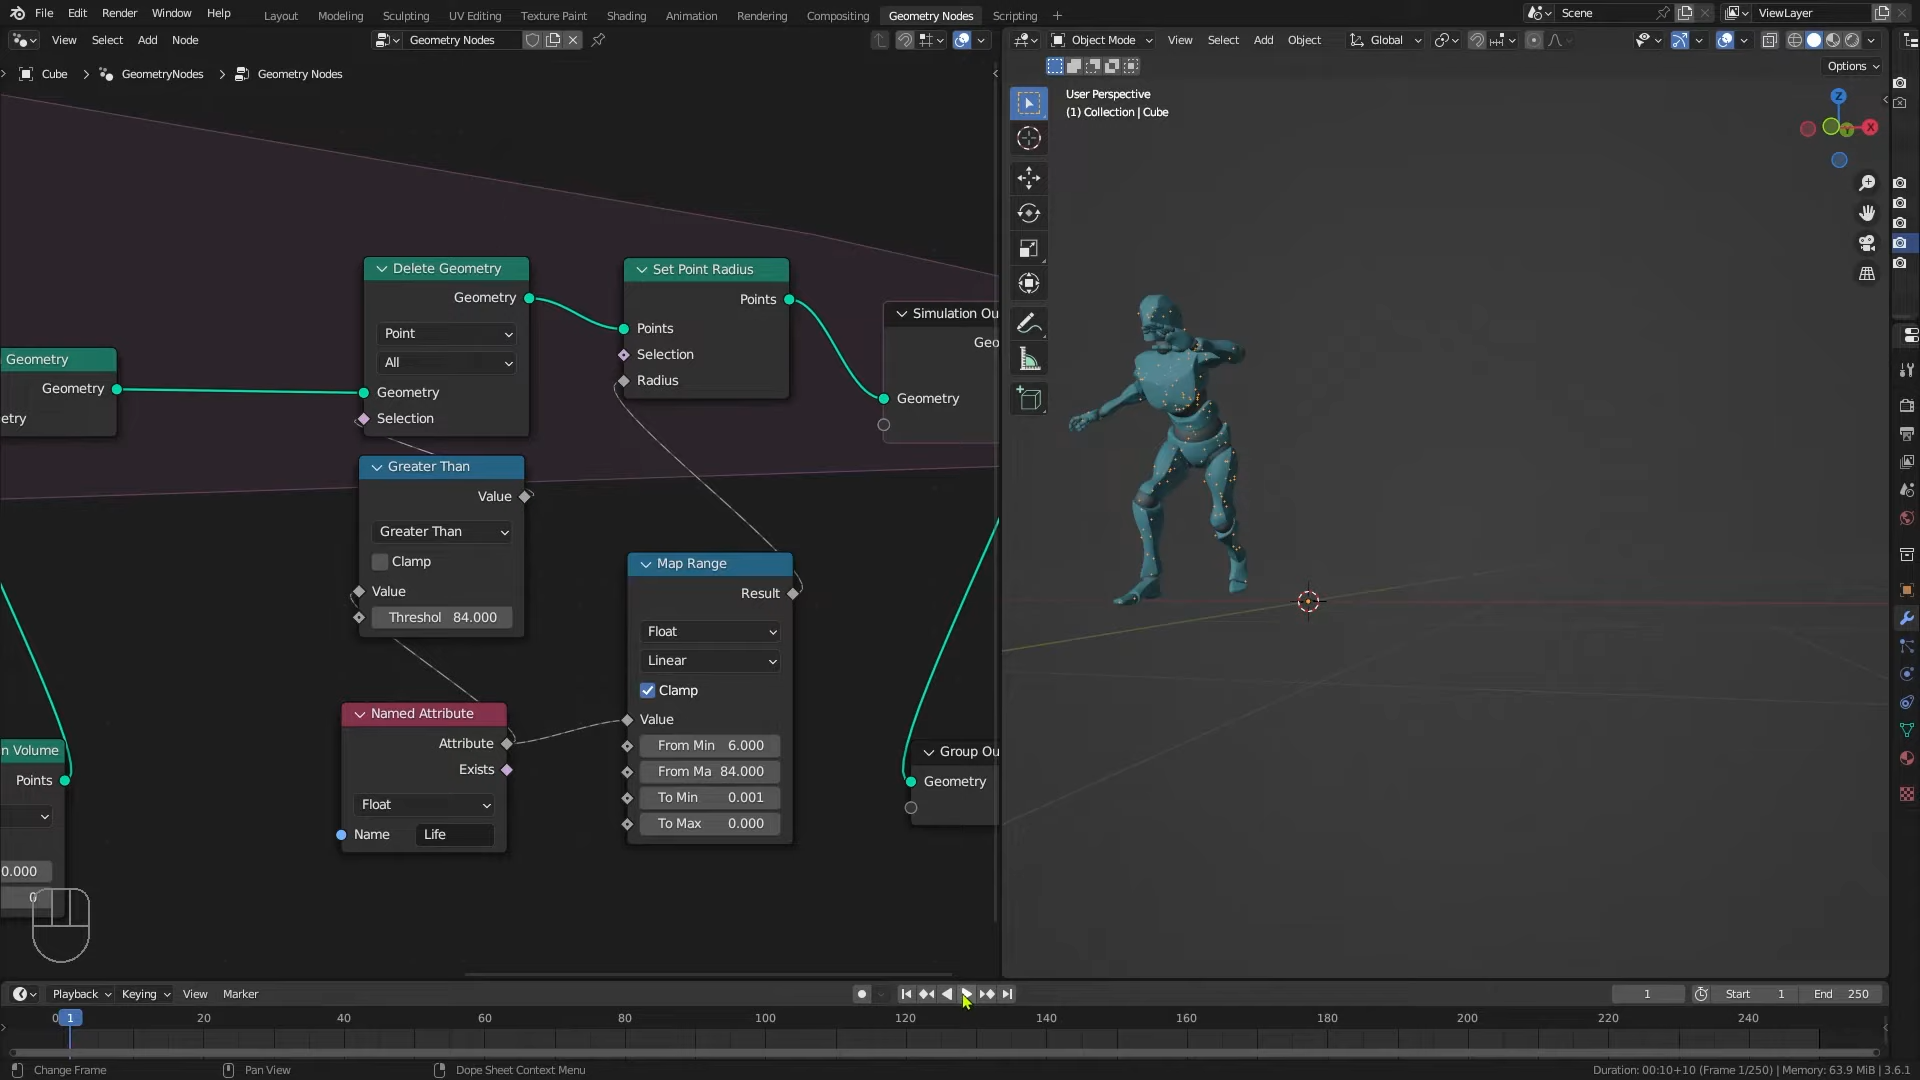 File Edit Render Window Help Layout Modeling Sculpting UV Editing Texture Paint Shading Animation Rendering Compositing Geometry Nodes Scripting + Scene ViewLayer
View Select Add Node Geometry Nodes Object Mode View Select Add Object Global
Options
Cube > GeometryNodes > Geometry Nodes
User Perspective
(1) Collection | Cube
Z
X
Delete Geometry
Geometry
Point
All
Geometry
Selection
Set Point Radius
Points
Points
Selection
Radius
Simulation Ou
Geo
Geometry
Geometry
Geometry
etry
Greater Than
Value
Greater Than
Clamp
Value
Threshol 84.000
Map Range
Result
Float
Linear
Clamp
Value
From Min 6.000
From Ma 84.000
To Min 0.001
To Max 0.000
Named Attribute
Attribute
Exists
Float
Name Life
n Volume
Points
0.000
0
Group Ou
Geometry
Playback Keying View Marker 1 Start 1 End 250
0 1 20 40 60 80 100 120 140 160 180 200 220 240
Change Frame Pan View Dope Sheet Context Menu Duration: 00:10+10 (Frame 1/250) | Memory: 63.9 MiB | 3.6.1